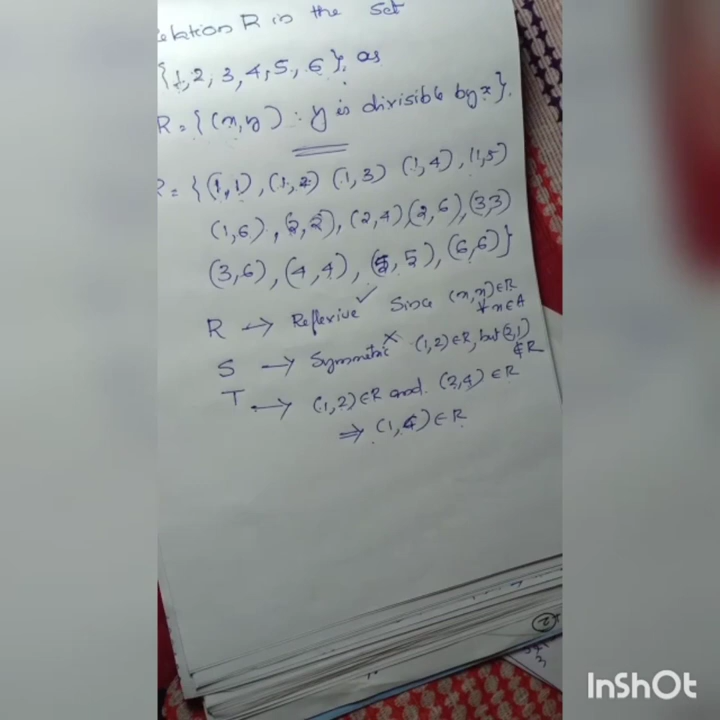 elation R in the set
{1, 2, 3, 4, 5, 6}, as
R = {(x,y) : y is divisible by x}.
R = {(1,1), (1,2) (1,3) (1,4), (1,5)
(1,6), (2,2), (2,4) (2,6), (3,3)
(3,6), (4,4), (5,5), (6,6)}
R → Reflexive ✓ Since (x,x)∈R
∀x∈A
S → Symmetric × (1,2)∈R, but (2,1)
∉R
T → (1,2)∈R and (2,4)∈R
⇒ (1,4)∈R
2
InShOt